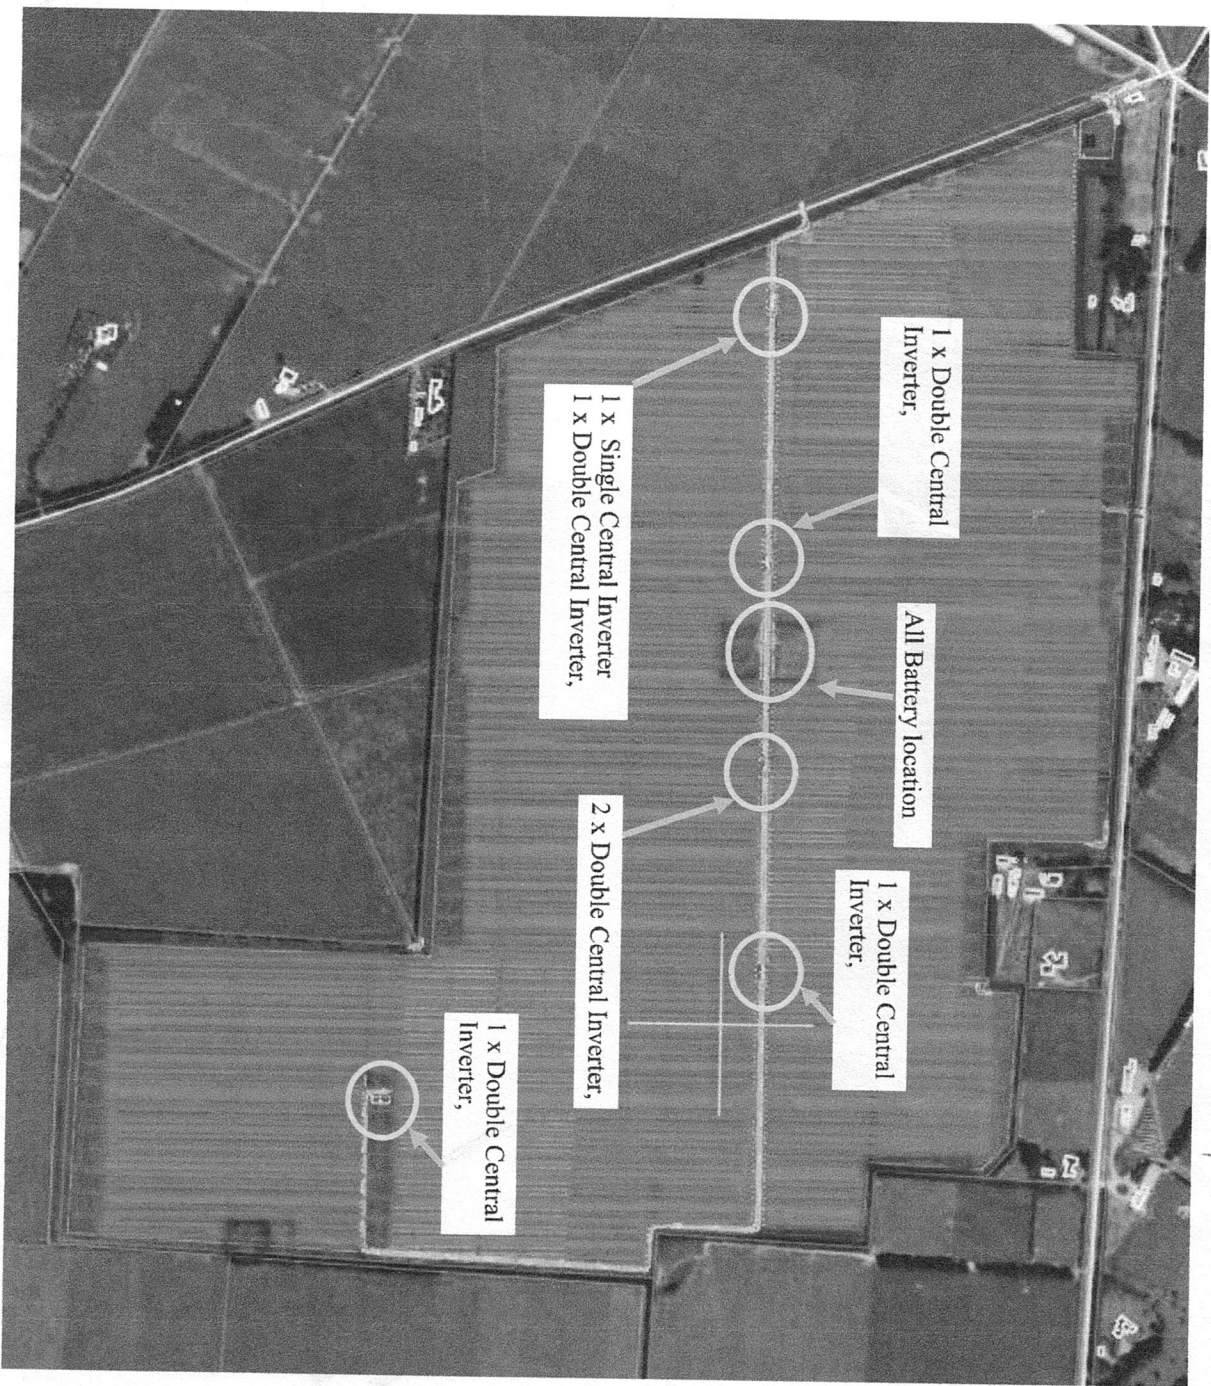 1 x Double Central
Inverter,
All Battery location
1 x Double Central
Inverter,
1 x Single Central Inverter
1 x Double Central Inverter,
2 x Double Central Inverter,
1 x Double Central
Inverter,